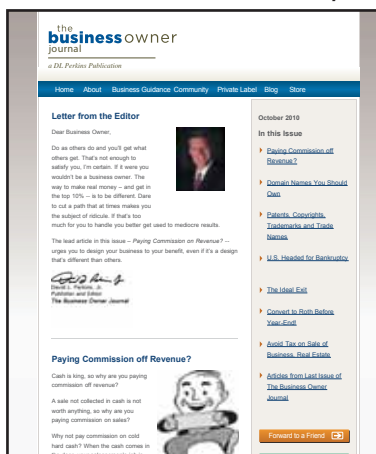 the
businessowner
journal
a DL Perkins Publication
Home About Business Guidance Community Private Label Blog Store
Letter from the Editor
Dear Business Owner,
Do as others do and you'll get what
others get. That's not enough to
satisfy you, I'm certain. If it were you
wouldn't be a business owner. The
way to make real money – and get in
the top 10% – is to be different. Dare
to cut a path that at times makes you
the subject of ridicule. If that's too
much for you to handle you better get used to mediocre results.
The lead article in this issue – Paying Commission on Revenue? --
urges you to design your business to your benefit, even if it's a design
that's different than others.
David L. Perkins, Jr.
Publisher and Editor
The Business Owner Journal
Paying Commission off Revenue?
Cash is king, so why are you paying
commission off revenue?
A sale not collected in cash is not
worth anything, so why are you
paying commission on sales?
Why not pay commission on cold
hard cash? When the cash comes in
October 2010
In this Issue
Paying Commission off
Revenue?
Domain Names You Should
Own
Patents, Copyrights,
Trademarks and Trade
Names
U.S. Headed for Bankruptcy
The Ideal Exit
Convert to Roth Before
Year-End!
Avoid Tax on Sale of
Business, Real Estate
Articles from Last Issue of
The Business Owner
Journal
Forward to a Friend